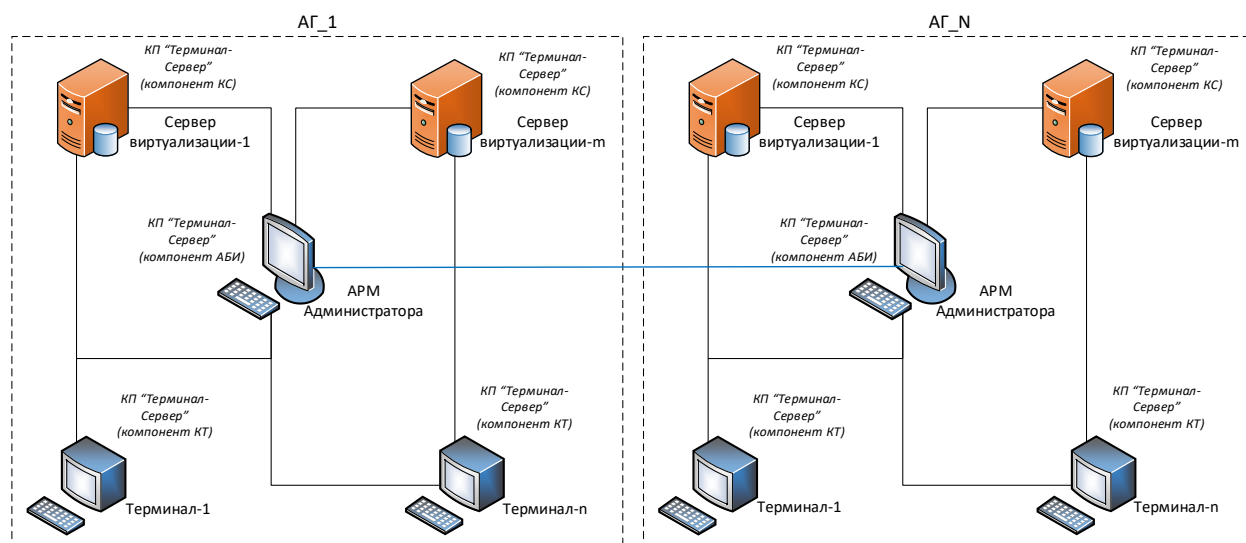 АГ_1
КП “Терминал-
Сервер”
(компонент КС)
Сервер
виртуализации-1
КП “Терминал-
Сервер”
(компонент КС)
Сервер
виртуализации-m
КП “Терминал-
Сервер”
(компонент АБИ)
АРМ
Администратора
КП “Терминал-
Сервер”
(компонент КТ)
Терминал-1
КП “Терминал-
Сервер”
(компонент КТ)
Терминал-n
АГ_N
КП “Терминал-
Сервер”
(компонент КС)
Сервер
виртуализации-1
КП “Терминал-
Сервер”
(компонент КС)
Сервер
виртуализации-m
КП “Терминал-
Сервер”
(компонент АБИ)
АРМ
Администратора
КП “Терминал-
Сервер”
(компонент КТ)
Терминал-1
КП “Терминал-
Сервер”
(компонент КТ)
Терминал-n